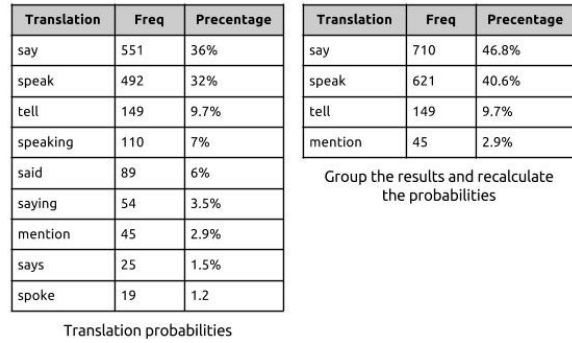 Translation Freq Precentage
say 551 36%
speak 492 32%
tell 149 9.7%
speaking 110 7%
said 89 6%
saying 54 3.5%
mention 45 2.9%
says 25 1.5%
spoke 19 1.2
Translation probabilities
Translation Freq Precentage
say 710 46.8%
speak 621 40.6%
tell 149 9.7%
mention 45 2.9%
Group the results and recalculate
the probabilities